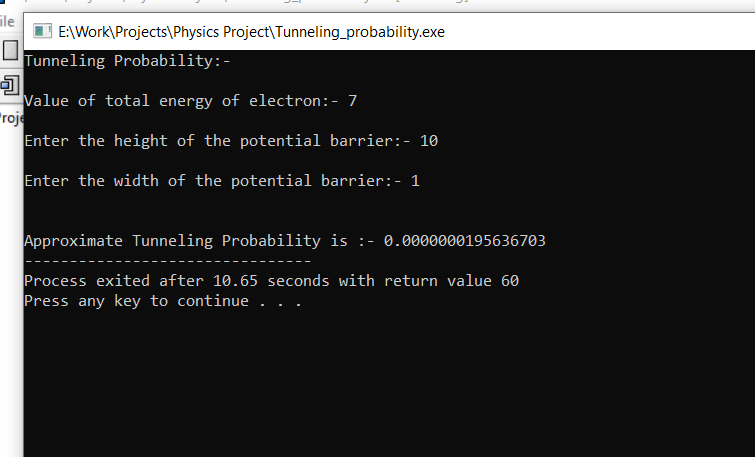 E:\Work\Projects\Physics Project\Tunneling_probability.exe
ile
Tunneling Probability:-
Value of total energy of electron:- 7
roje
Enter the height of the potential barrier:- 10
Enter the width of the potential barrier:- 1
Approximate Tunneling Probability is :- 0.0000000195636703
--------------------------------
Process exited after 10.65 seconds with return value 60
Press any key to continue . . .